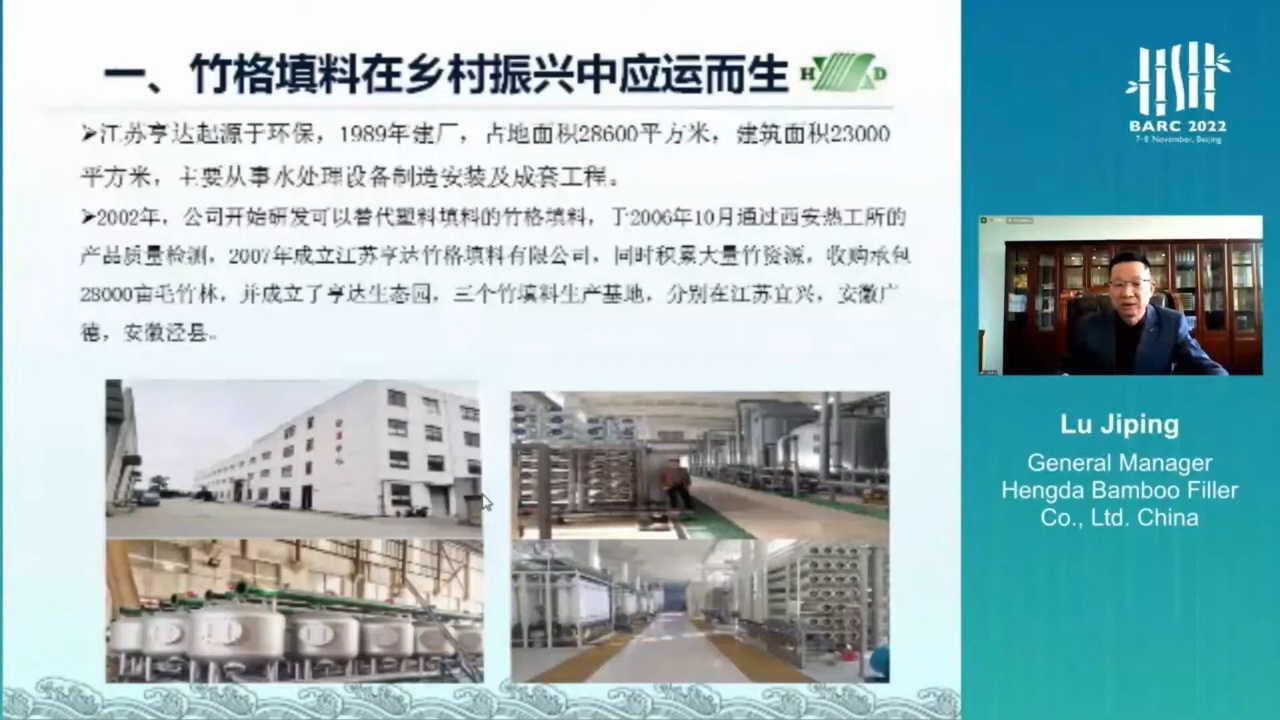 一、竹格填料在乡村振兴中应运而生
H D
➢江苏亨达起源于环保，1989年建厂，占地面积28600平方米，建筑面积23000
平方米，主要从事水处理设备制造安装及成套工程。
➢2002年，公司开始研发可以替代塑料填料的竹格填料，于2006年10月通过西安热工所的
产品质量检测，2007年成立江苏亨达竹格填料有限公司，同时积累大量竹资源，收购承包
28000亩毛竹林，并成立了亨达生态园，三个竹填料生产基地，分别在江苏宜兴，安徽广
德，安徽泾县。
BARC 2022
7-8 November, Beijing
Lu Jiping
General Manager
Hengda Bamboo Filler
Co., Ltd. China